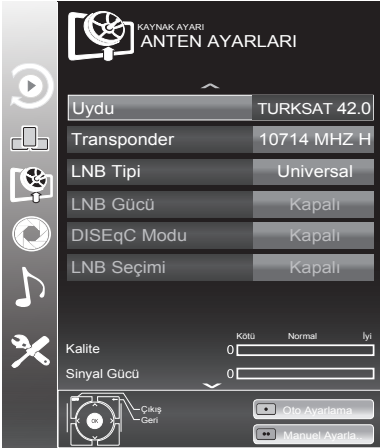 KAYNAK AYARI
ANTEN AYARLARI
Uydu TURKSAT 42.0
Transponder 10714 MHZ H
LNB Tipi Universal
LNB Gücü Kapalı
DISEqC Modu Kapalı
LNB Seçimi Kapalı
Kötü Normal İyi
Kalite 0
Sinyal Gücü 0
OK
Çıkış
Geri
Oto Ayarlama
Manuel Ayarla